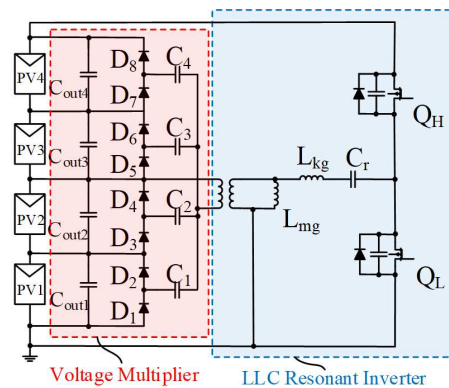 D8
C4
PV4
Cout4
D7
QH
D6
C3
PV3
Cout3
D5
Lkg
Cr
D4
C2
PV2
Cout2
Lmg
D3
D2
C1
QL
PV1
Cout1
D1
Voltage Multiplier
LLC Resonant Inverter